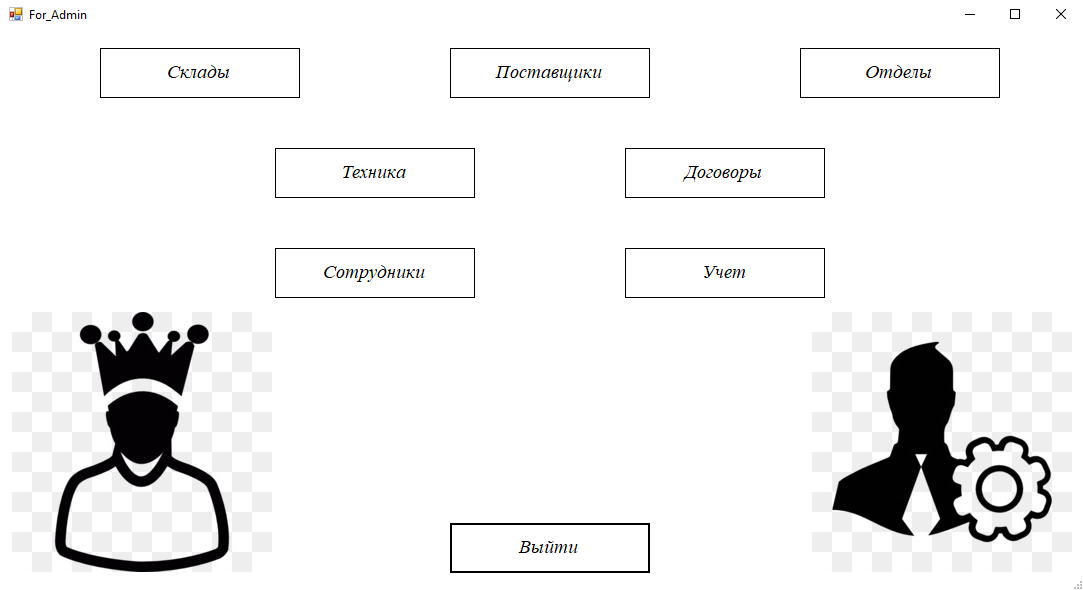 For_Admin
Склады
Поставщики
Отделы
Техника
Договоры
Сотрудники
Учет
Выйти